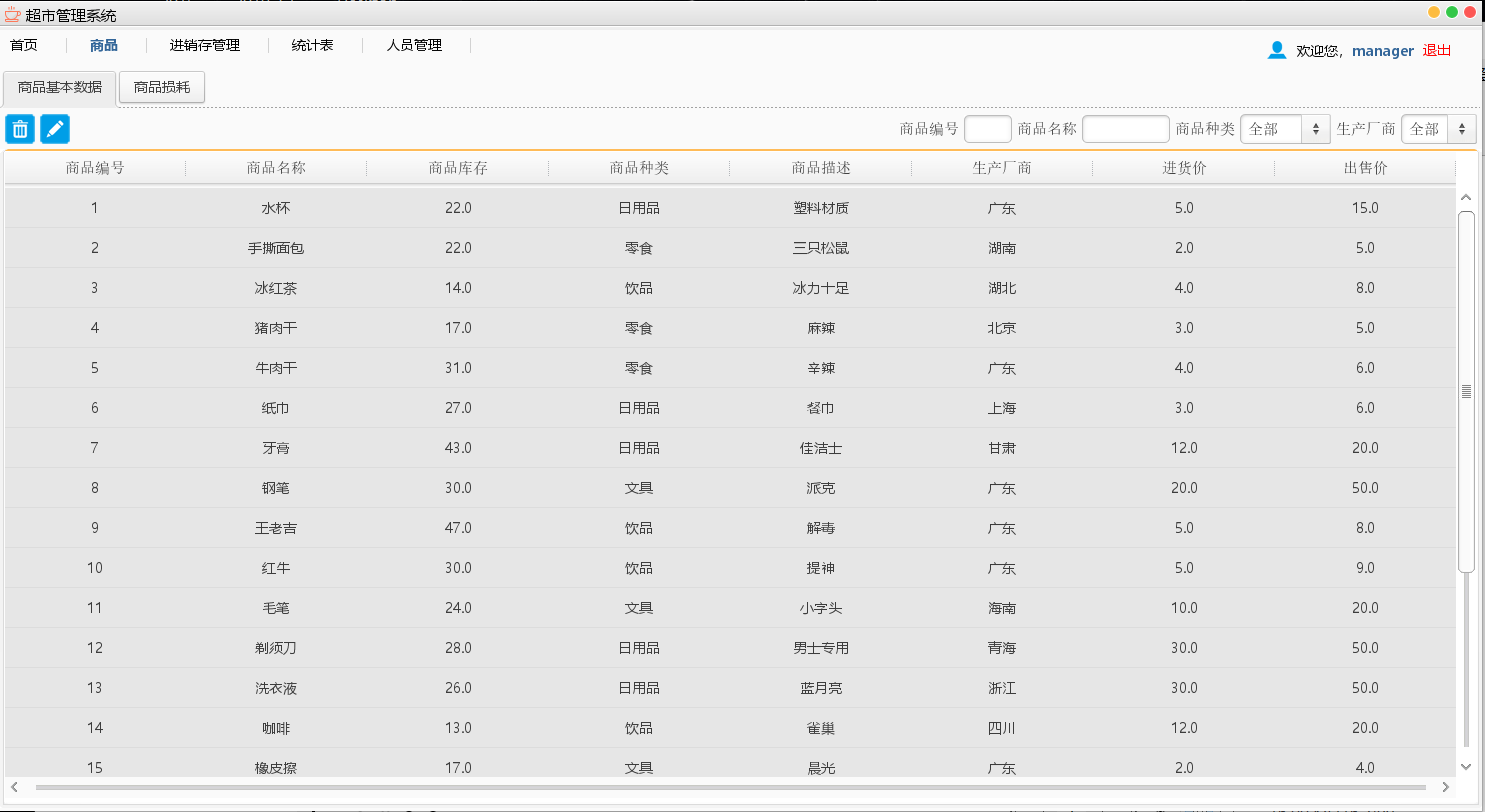 超市管理系统
首页 商品 进销存管理 统计表 人员管理 欢迎您, manager 退出
商品基本数据 商品损耗
商品编号 商品名称 商品种类 全部 生产厂商 全部
商品编号 商品名称 商品库存 商品种类 商品描述 生产厂商 进货价 出售价
1 水杯 22.0 日用品 塑料材质 广东 5.0 15.0
2 手撕面包 22.0 零食 三只松鼠 湖南 2.0 5.0
3 冰红茶 14.0 饮品 冰力十足 湖北 4.0 8.0
4 猪肉干 17.0 零食 麻辣 北京 3.0 5.0
5 牛肉干 31.0 零食 辛辣 广东 4.0 6.0
6 纸巾 27.0 日用品 餐巾 上海 3.0 6.0
7 牙膏 43.0 日用品 佳洁士 甘肃 12.0 20.0
8 钢笔 30.0 文具 派克 广东 20.0 50.0
9 王老吉 47.0 饮品 解毒 广东 5.0 8.0
10 红牛 30.0 饮品 提神 广东 5.0 9.0
11 毛笔 24.0 文具 小字头 海南 10.0 20.0
12 剃须刀 28.0 日用品 男士专用 青海 30.0 50.0
13 洗衣液 26.0 日用品 蓝月亮 浙江 30.0 50.0
14 咖啡 13.0 饮品 雀巢 四川 12.0 20.0
15 橡皮擦 17.0 文具 晨光 广东 2.0 4.0